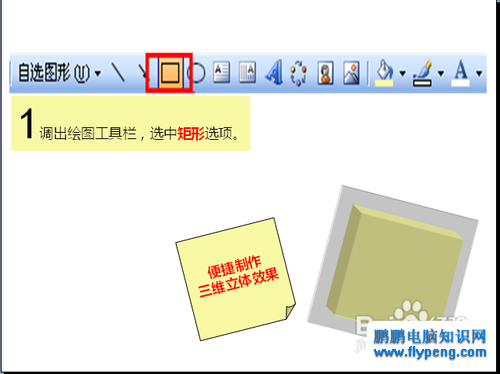 自选图形(U)
A
A
1调出绘图工具栏，选中矩形选项。
便捷制作
三维立体效果
Bai
鹏鹏电脑知识网
www.flypeng.com